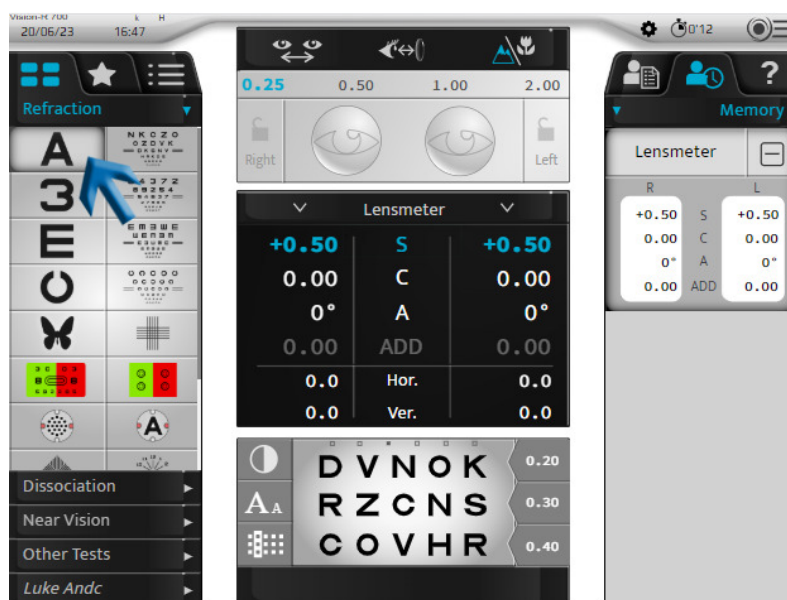 Vision-R 700 k H
20/06/23 16:47
0'12
?
Refraction
A
N K C Z O
O Z D V K
3
E
0.25 0.50 1.00 2.00
Right
Left
Lensmeter
+0.50 S +0.50
0.00 C 0.00
0° A 0°
0.00 ADD 0.00
0.0 Hor. 0.0
0.0 Ver. 0.0
D V N O K 0.20
A A R Z C N S 0.30
C O V H R 0.40
Dissociation
Near Vision
Other Tests
Luke Andc
A
Memory
Lensmeter
R L
+0.50 S +0.50
0.00 C 0.00
0° A 0°
0.00 ADD 0.00